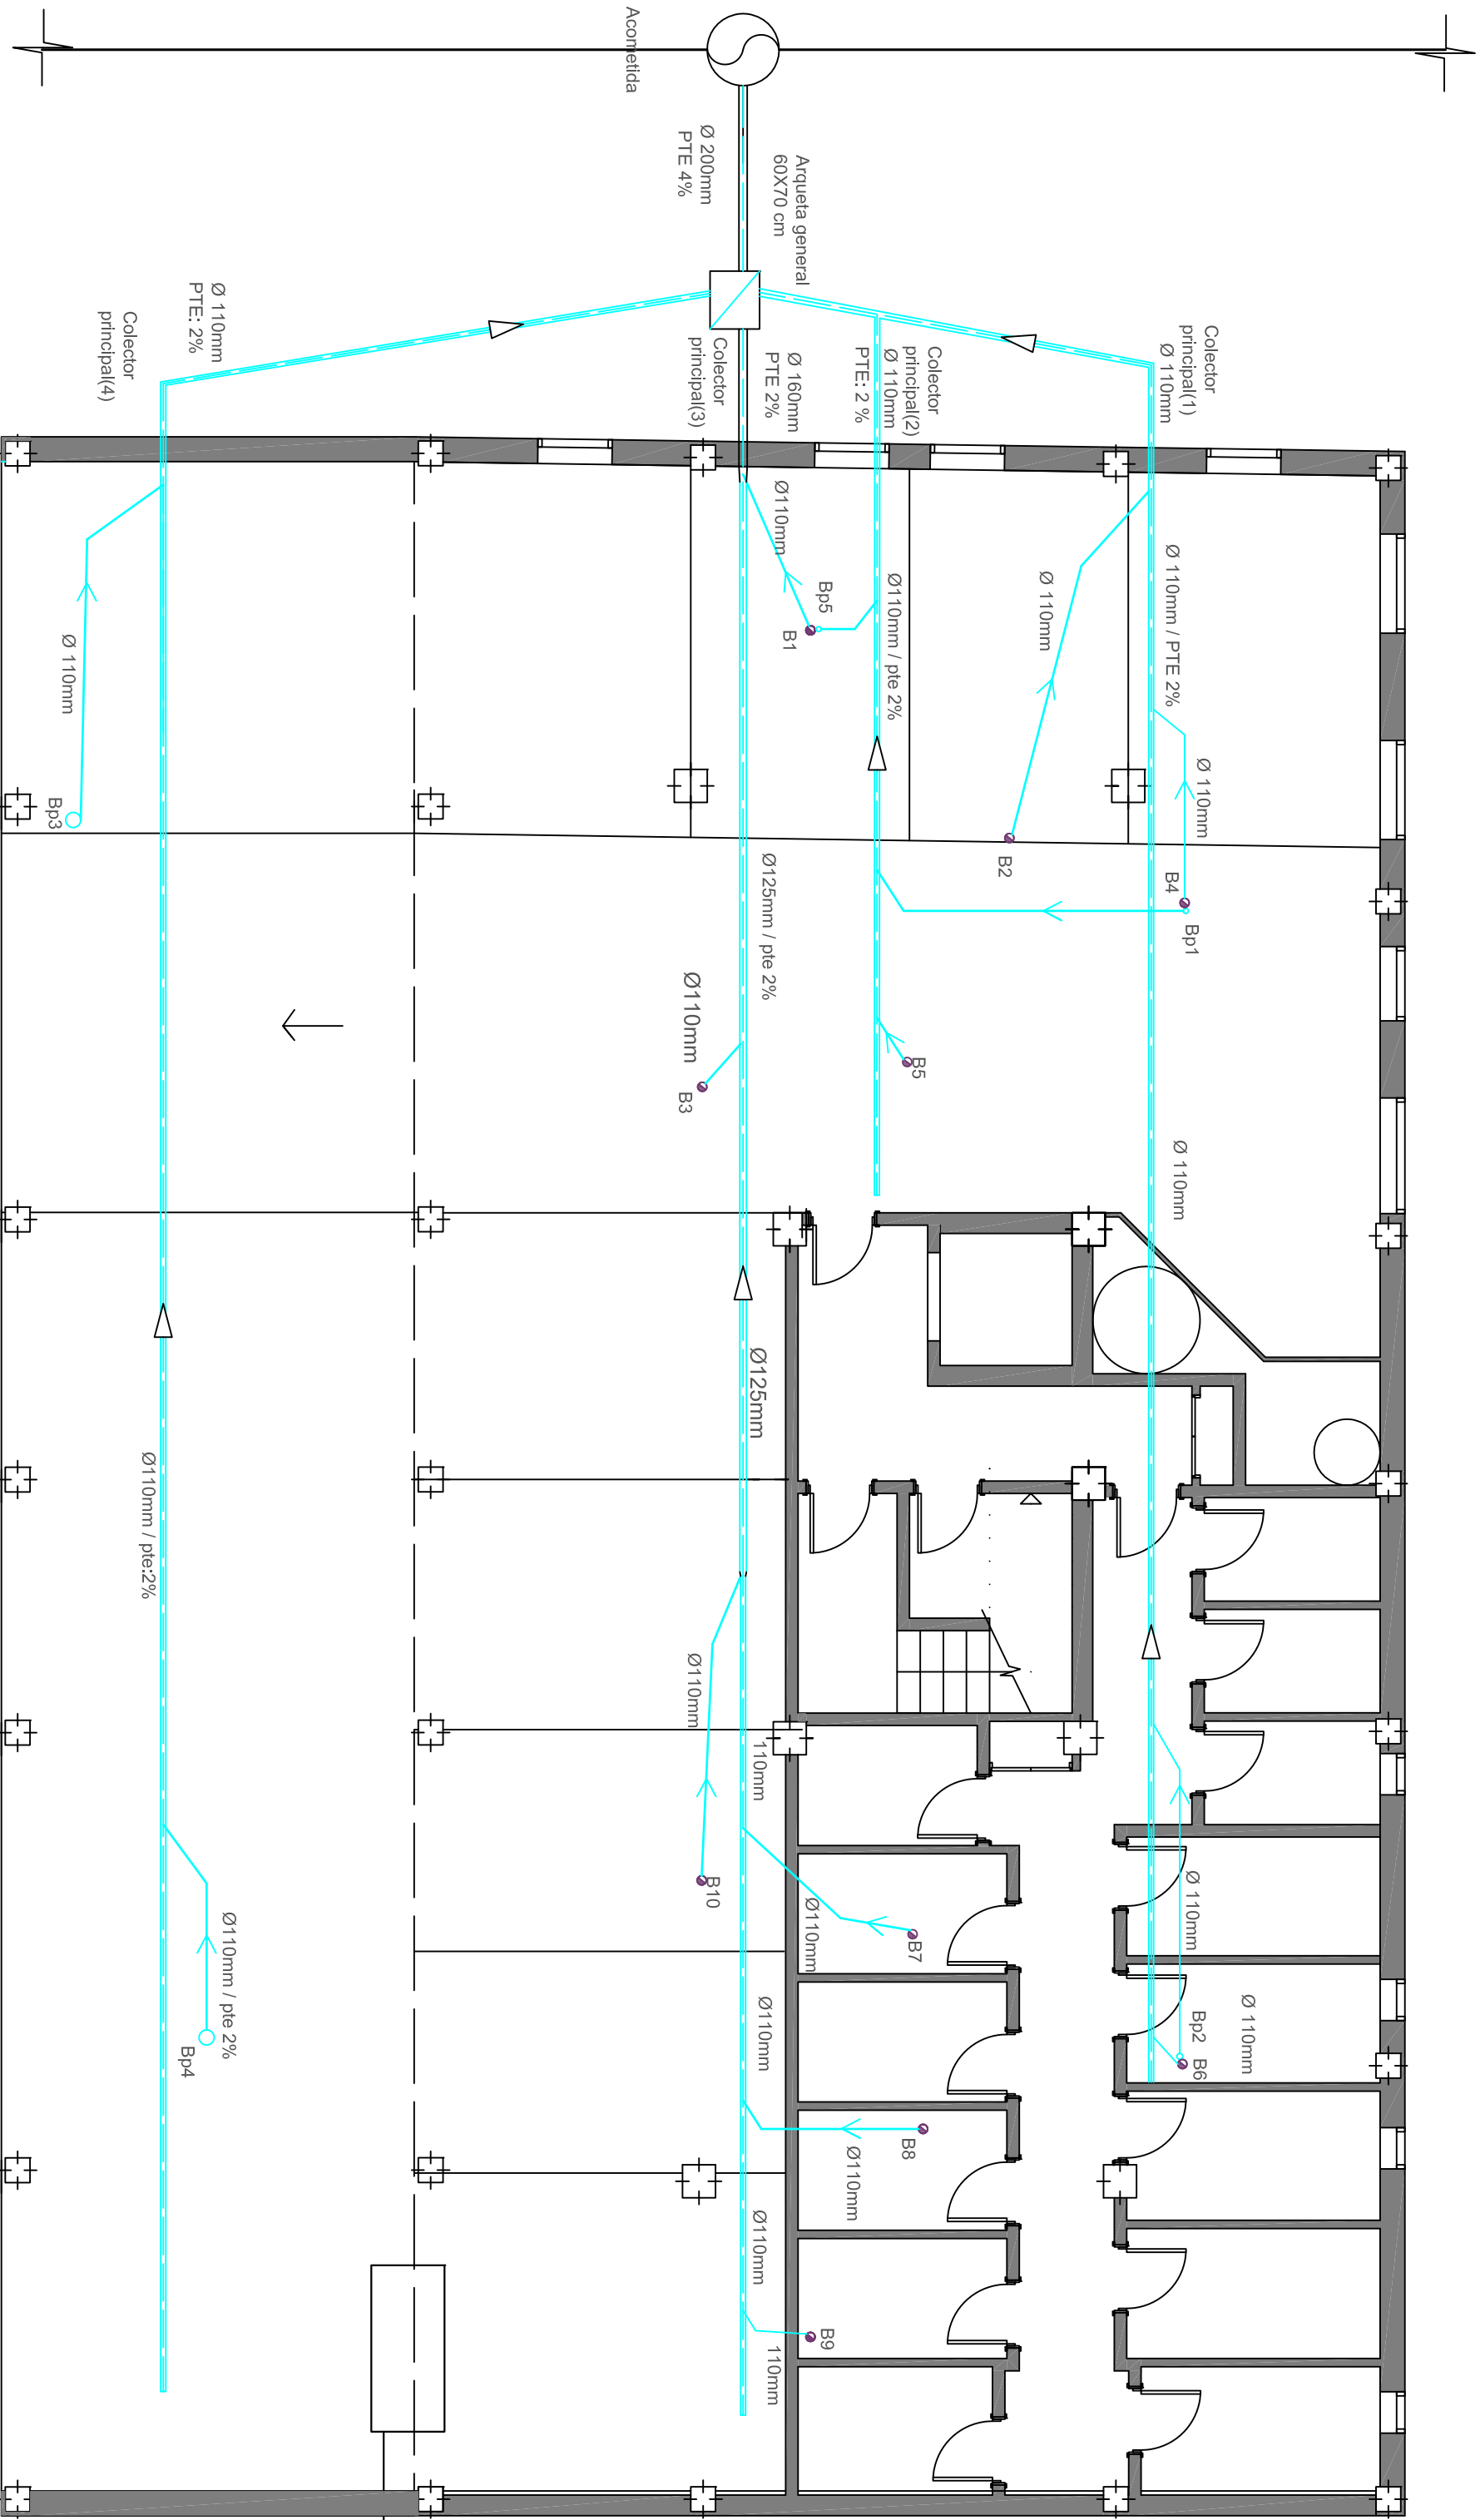 Acometida
Ø 200mm
PTE 4%
Arqueta general
60X70 cm
Ø 110mm
PTE: 2%
Colector
principal(4)
Colector
principal(3)
Ø 160mm
PTE 2%
Colector
principal(2)
Ø 110mm
PTE: 2 %
Colector
principal(1)
Ø 110mm
Ø110mm
Bp5
B1
Ø110mm / pte 2%
Ø 110mm
Ø 110mm / PTE 2%
Ø 110mm
Ø 110mm
Bp3
B2
B4
Bp1
Ø125mm / pte 2%
Ø110mm
B3
B5
Ø 110mm
Ø125mm
Ø110mm / pte:2%
Ø110mm
110mm
B10
Ø110mm
B7
Ø 110mm
Ø110mm / pte 2%
Bp4
Ø110mm
Ø 110mm
Bp2
B6
B8
Ø110mm
Ø110mm
B9
110mm